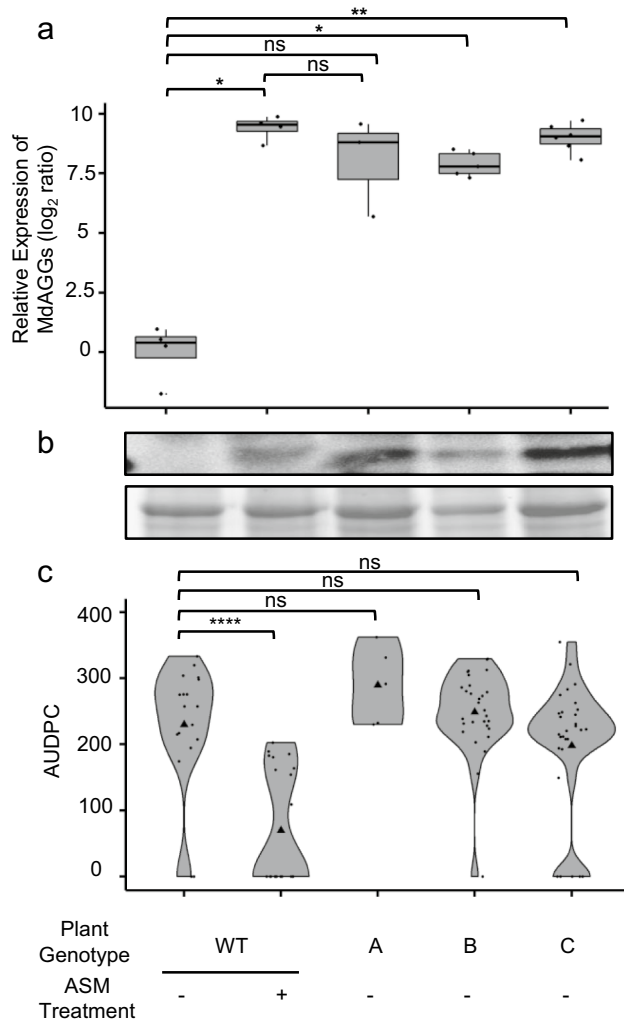 a
**
*
ns
ns
*
Relative Expression of
MdAGGs (log2 ratio)
10
7.5
5
2.5
0
b
c
ns
ns
ns
****
AUDPC
400
300
200
100
0
Plant
Genotype
WT
A
B
C
ASM
Treatment
-
+
-
-
-